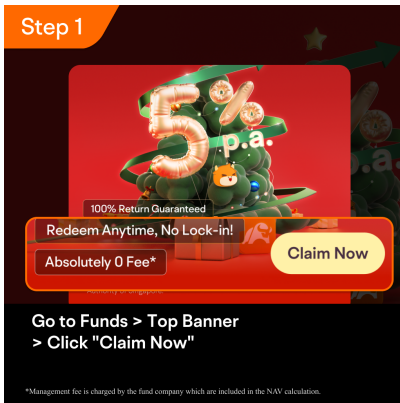 Step 1
5% p.a.
p.a.
100% Return Guaranteed
Redeem Anytime, No Lock-in!
Absolutely 0 Fee*
Claim Now
Go to Funds > Top Banner
> Click "Claim Now"
*Management fee is charged by the fund company which are included in the NAV calculation.